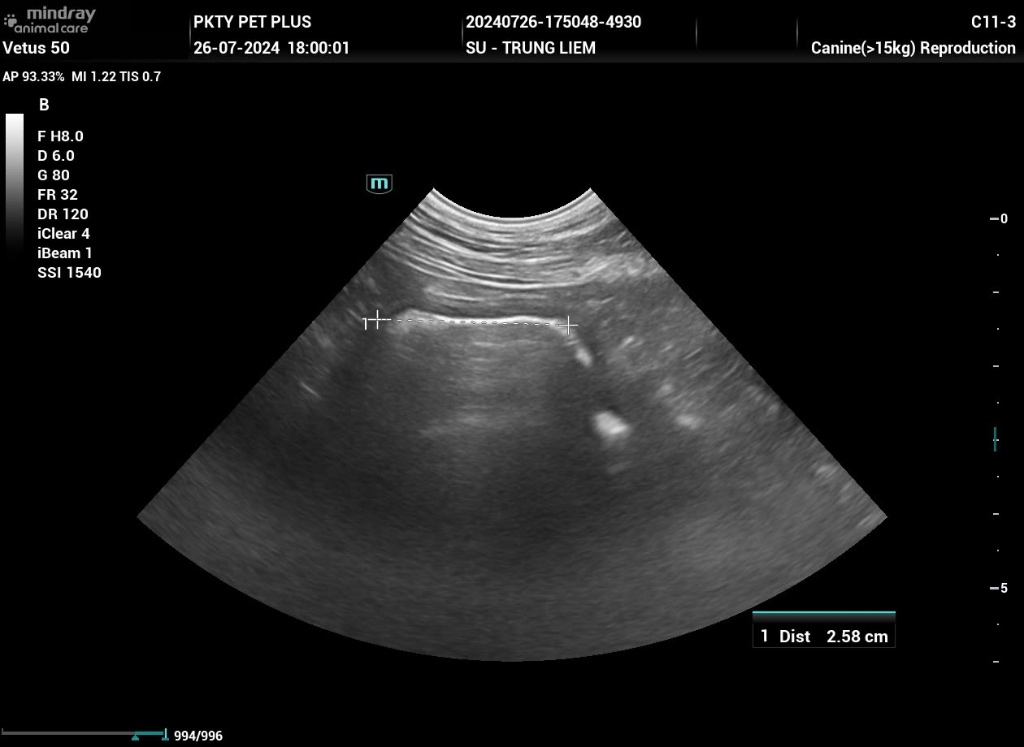 mindray
animalcare
PKTY PET PLUS
20240726-175048-4930
C11-3
Vetus 50
26-07-2024 18:00:01
SU - TRUNG LIEM
Canine(>15kg) Reproduction
AP 93.33% MI 1.22 TIS 0.7
B
F H8.0
D 6.0
G 80
FR 32
DR 120
iClear 4
iBeam 1
SSI 1540
m
0
1
5
1 Dist 2.58 cm
994/996